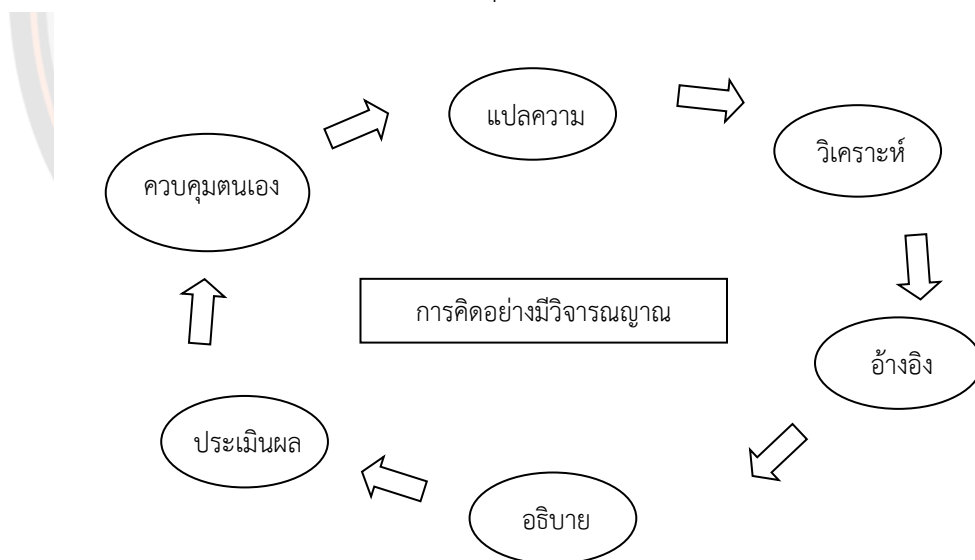 แปลความ
วิเคราะห์
ควบคุมตนเอง
การคิดอย่างมีวิจารณญาณ
อ้างอิง
ประเมินผล
อธิบาย